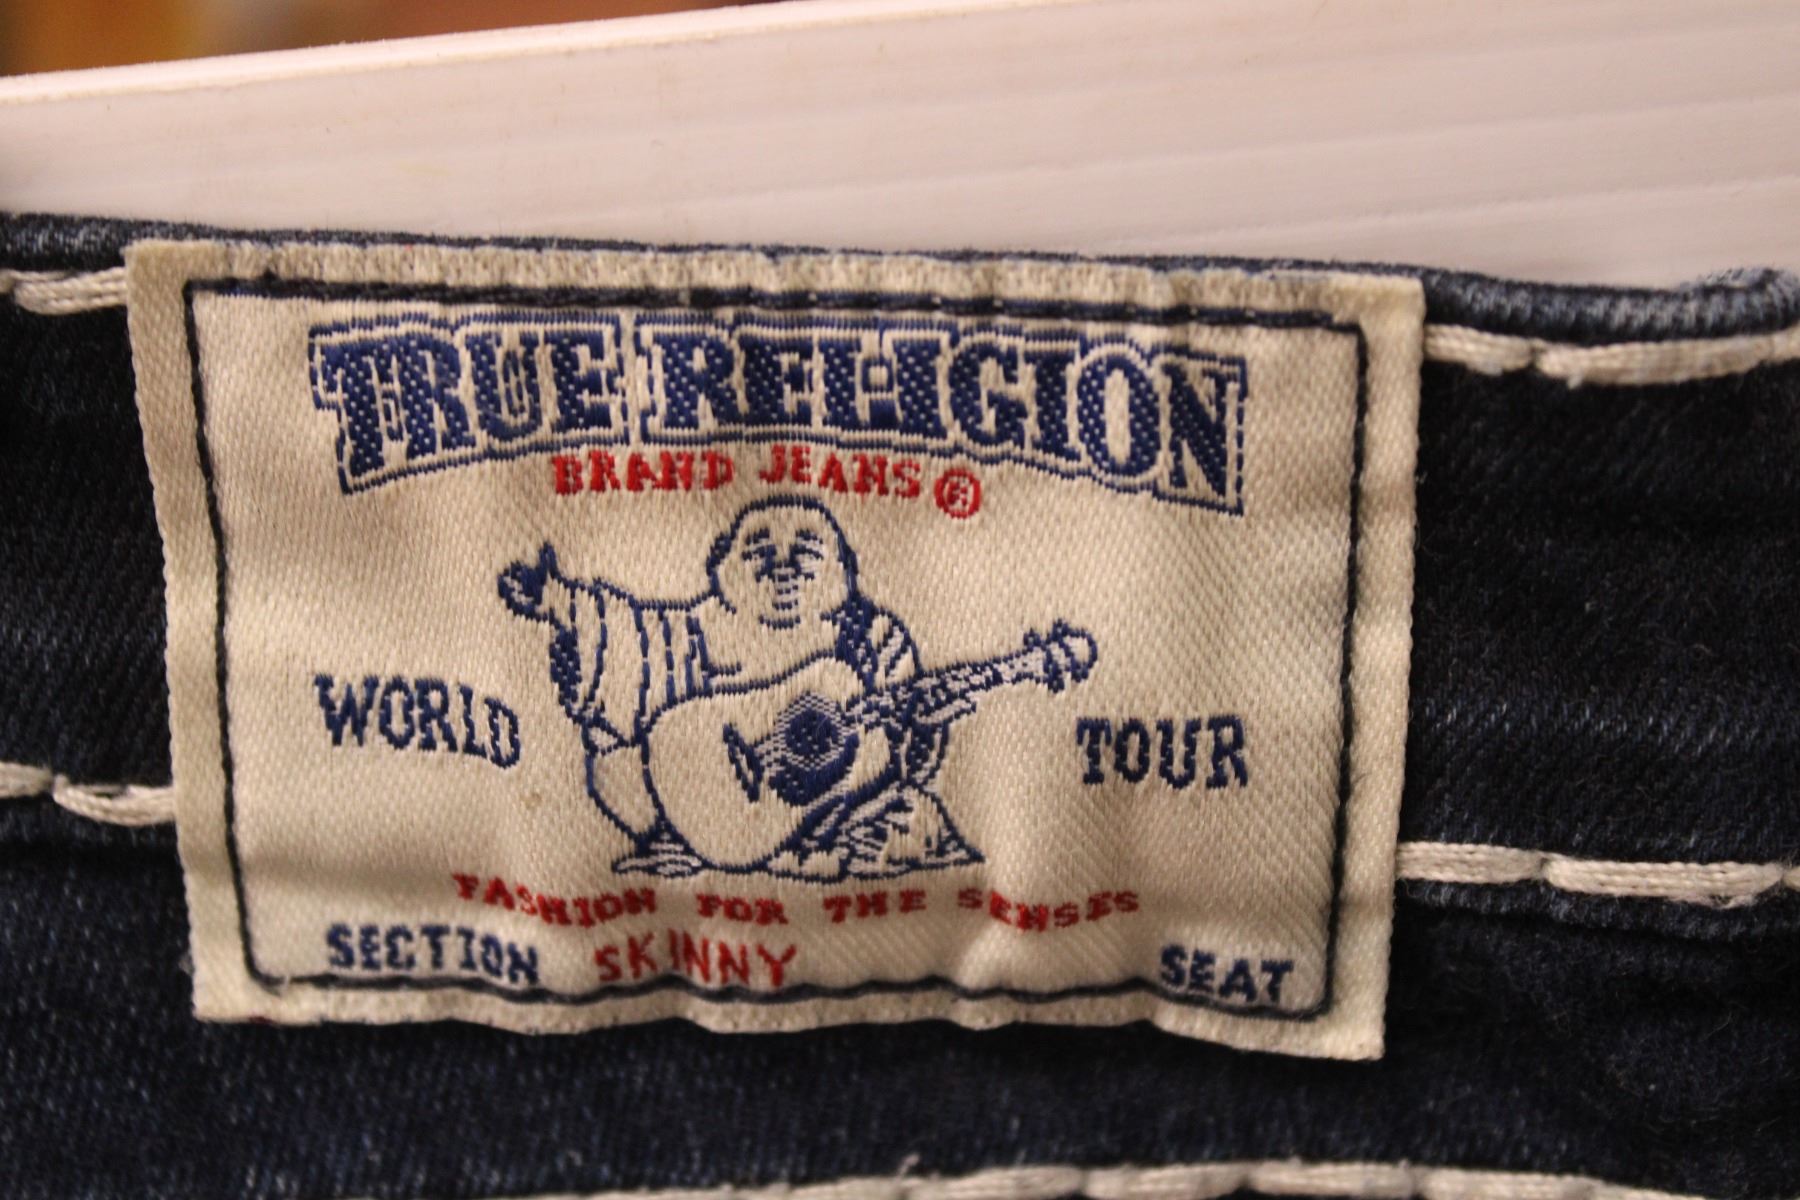 TRUE RELIGION
BRAND JEANS ®
WORLD TOUR
FASHION FOR THE SENSES
SECTION SKINNY SEAT